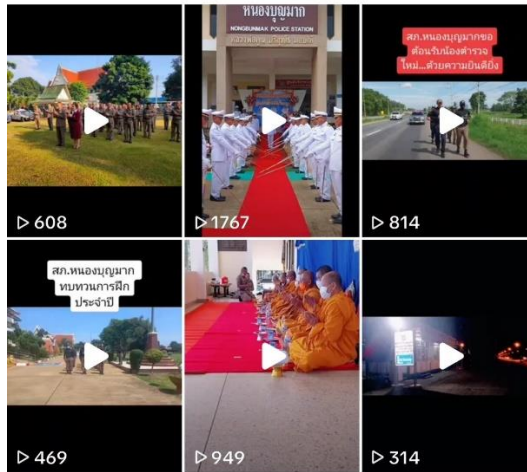 หนองบุญมาก
NONGBUNMAK POLICE STATION
สภ.หนองบุญมากขอ
ต้อนรับน้องตำรวจ
ใหม่...ด้วยความยินดียิ่ง
608
1767
814
สภ.หนองบุญมาก
ทบทวนการฝึก
ประจำปี
469
949
314